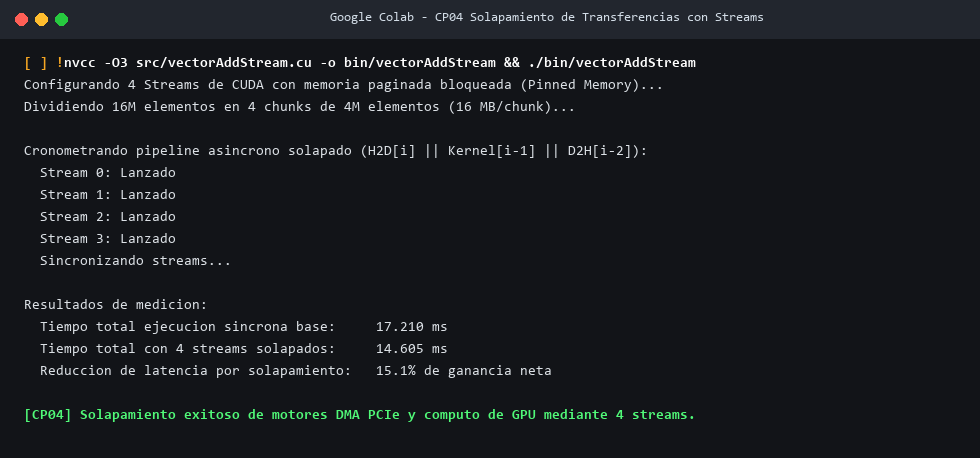 Google Colab - CP04 Solapamiento de Transferencias con Streams
[ ] !nvcc -O3 src/vectorAddStream.cu -o bin/vectorAddStream && ./bin/vectorAddStream
Configurando 4 Streams de CUDA con memoria paginada bloqueada (Pinned Memory)...
Dividiendo 16M elementos en 4 chunks de 4M elementos (16 MB/chunk)...
Cronometrando pipeline asincrono solapado (H2D[i] || Kernel[i-1] || D2H[i-2]):
Stream 0: Lanzado
Stream 1: Lanzado
Stream 2: Lanzado
Stream 3: Lanzado
Sincronizando streams...
Resultados de medicion:
Tiempo total ejecucion sincrona base: 17.210 ms
Tiempo total con 4 streams solapados: 14.605 ms
Reduccion de latencia por solapamiento: 15.1% de ganancia neta
[CP04] Solapamiento exitoso de motores DMA PCIe y computo de GPU mediante 4 streams.